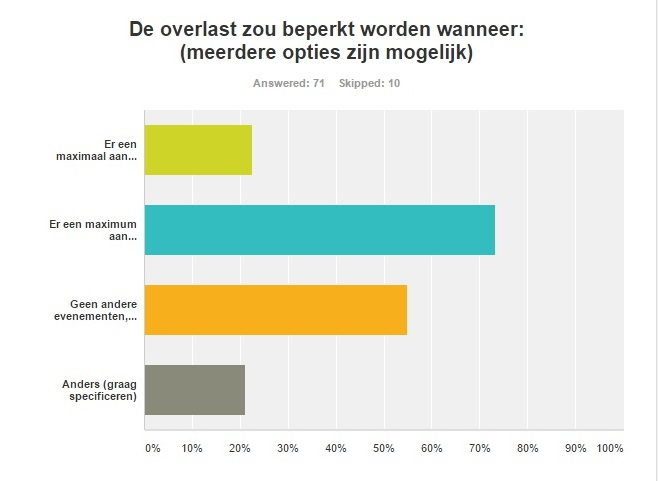 De overlast zou beperkt worden wanneer:
(meerdere opties zijn mogelijk)
Answered: 71 Skipped: 10
Er een
maximaal aan...
Er een maximum
aan...
Geen andere
evenementen,...
Anders (graag
specificeren)
0% 10% 20% 30% 40% 50% 60% 70% 80% 90% 100%